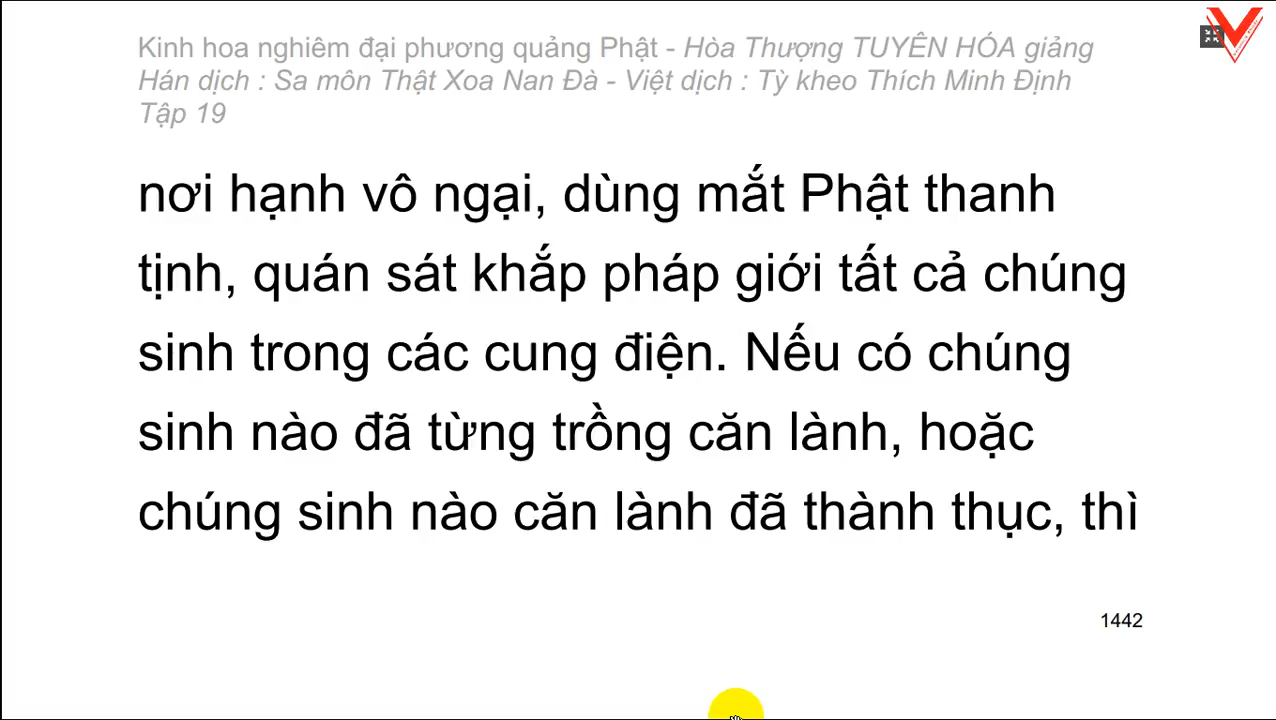 Kinh hoa nghiêm đại phương quảng Phật - Hòa Thượng TUYÊN HÓA giảng
Hán dịch : Sa môn Thật Xoa Nan Đà - Việt dịch : Tỳ kheo Thích Minh Định
Tập 19
nơi hạnh vô ngại, dùng mắt Phật thanh
tịnh, quán sát khắp pháp giới tất cả chúng
sinh trong các cung điện. Nếu có chúng
sinh nào đã từng trồng căn lành, hoặc
chúng sinh nào căn lành đã thành thục, thì
1442